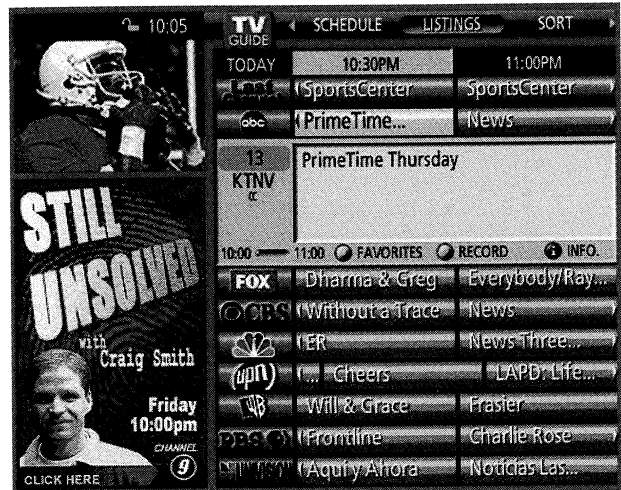 10:05
TV GUIDE
SCHEDULE LISTINGS SORT
TODAY 10:30PM 11:00PM
Last SportsCenter SportsCenter
abc PrimeTime... News
13 PrimeTime Thursday
KTNV
CC
10:00 11:00 FAVORITES RECORD i INFO.
FOX Dharma & Greg Everybody/Ray...
CBS Without a Trace News
ER News Three...
upn ... Cheers LAPD: Life...
WB Will & Grace Frasier
PBS Frontline Charlie Rose
UNIVISION Aqui y Ahora Noticias Las...
STILL
UNSOLVED
with
Craig Smith
Friday
10:00pm
CHANNEL
9
CLICK HERE